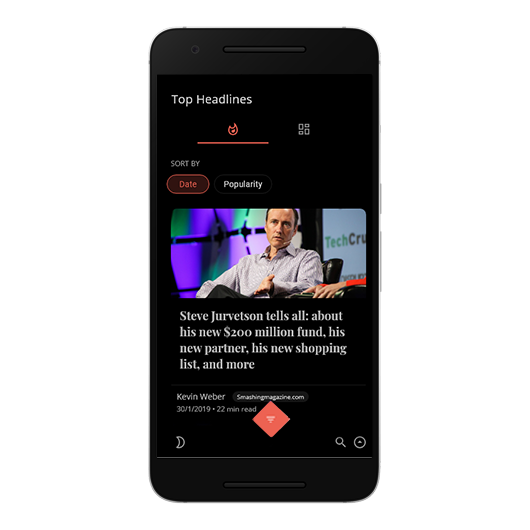 Top Headlines
SORT BY
Date
Popularity
TechCru
Steve Jurvetson tells all: about
his new $200 million fund, his
new partner, his new shopping
list, and more
Kevin Weber
Smashingmagazine.com
30/1/2019 • 22 min read